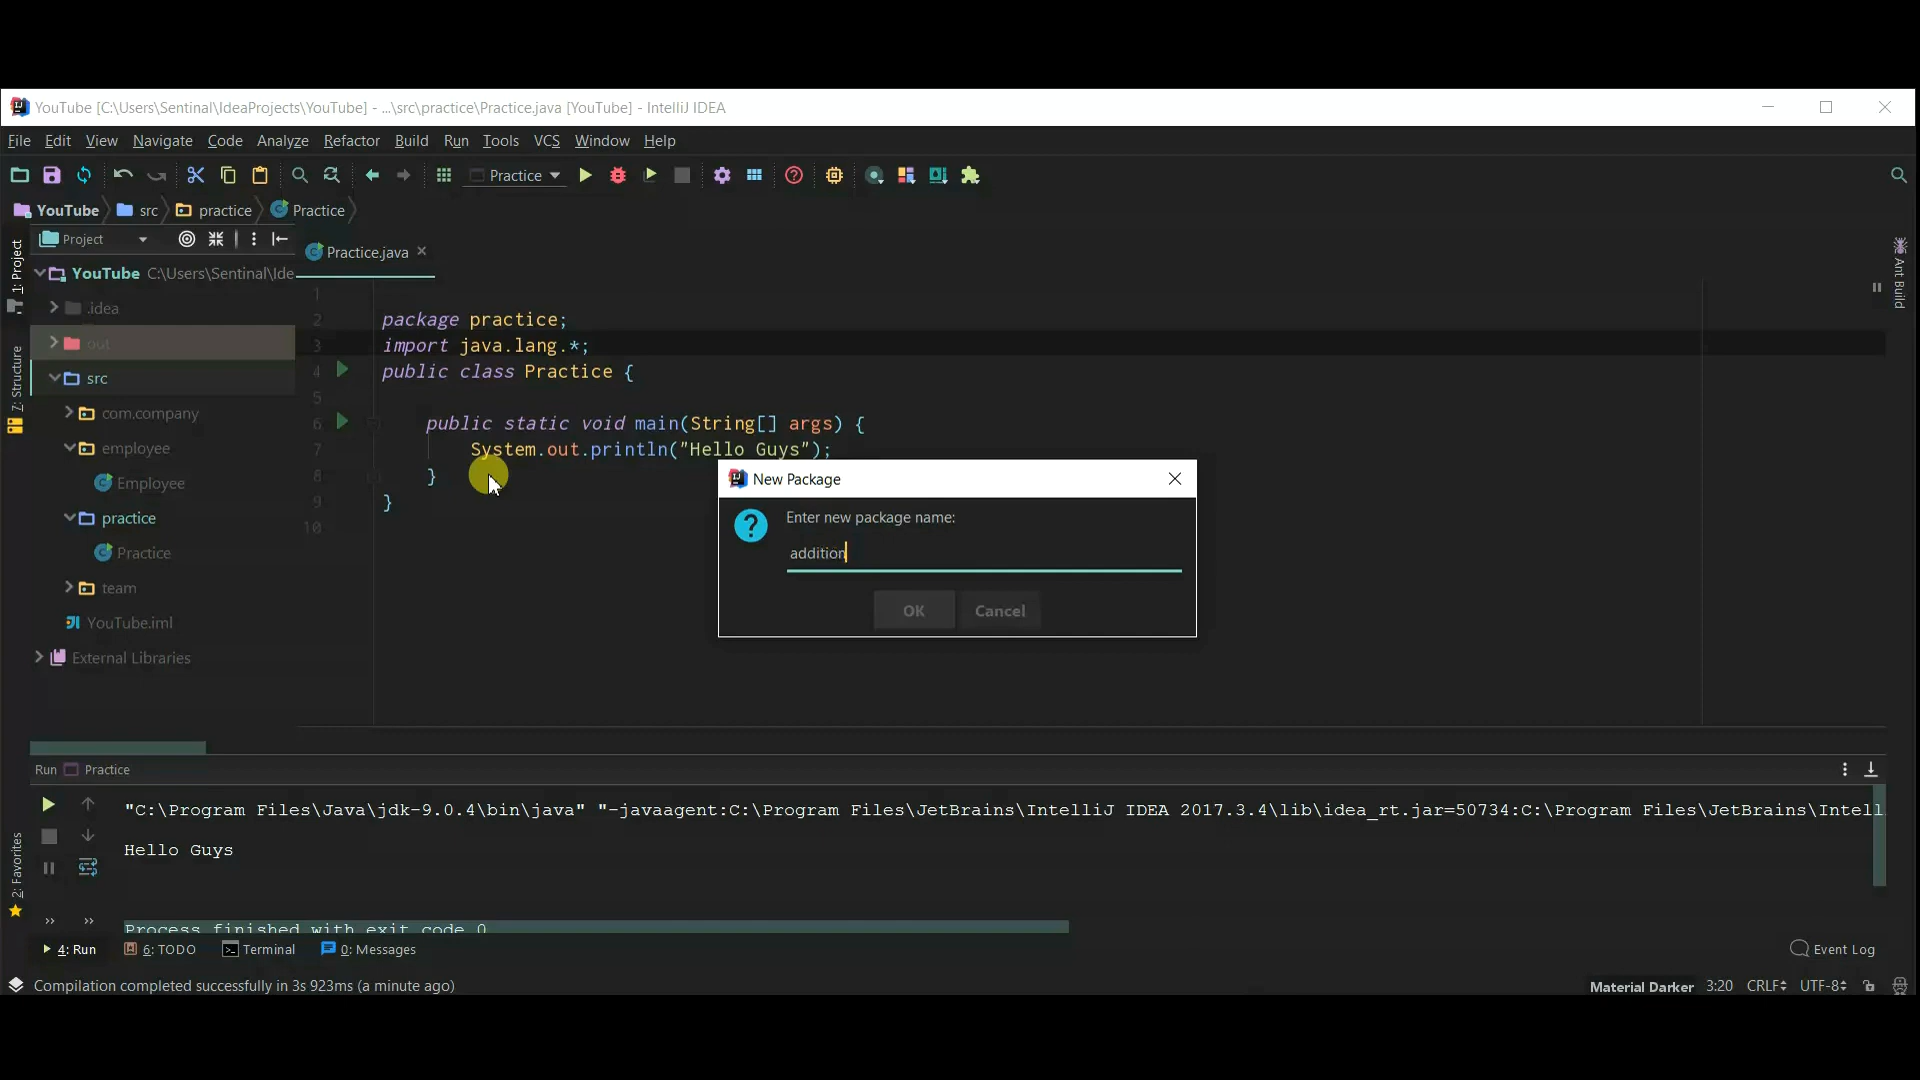 YouTube [C:\Users\Sentinal\IdeaProjects\YouTube] - ...\src\practice\Practice.java [YouTube] - IntelliJ IDEA
File Edit View Navigate Code Analyze Refactor Build Run Tools VCS Window Help
Practice
YouTube src practice Practice
Project
Practice.java
1: Project
YouTube C:\Users\Sentinal\Ide
.idea
out
src
com.company
employee
Employee
practice
Practice
team
YouTube.iml
External Libraries
Z: Structure
2: Favorites
Ant Build
1
2 package practice;
3 import java.lang.*;
4 public class Practice {
5
6 public static void main(String[] args) {
7 System.out.println("Hello Guys");
8 }
9 }
10
New Package
Enter new package name:
addition
OK Cancel
Run Practice
"C:\Program Files\Java\jdk-9.0.4\bin\java" "-javaagent:C:\Program Files\JetBrains\IntelliJ IDEA 2017.3.4\lib\idea_rt.jar=50734:C:\Program Files\JetBrains\Intell
Hello Guys
Process finished with exit code 0
4: Run 6: TODO Terminal 0: Messages Event Log
Compilation completed successfully in 3s 923ms (a minute ago) Material Darker 3:20 CRLF UTF-8